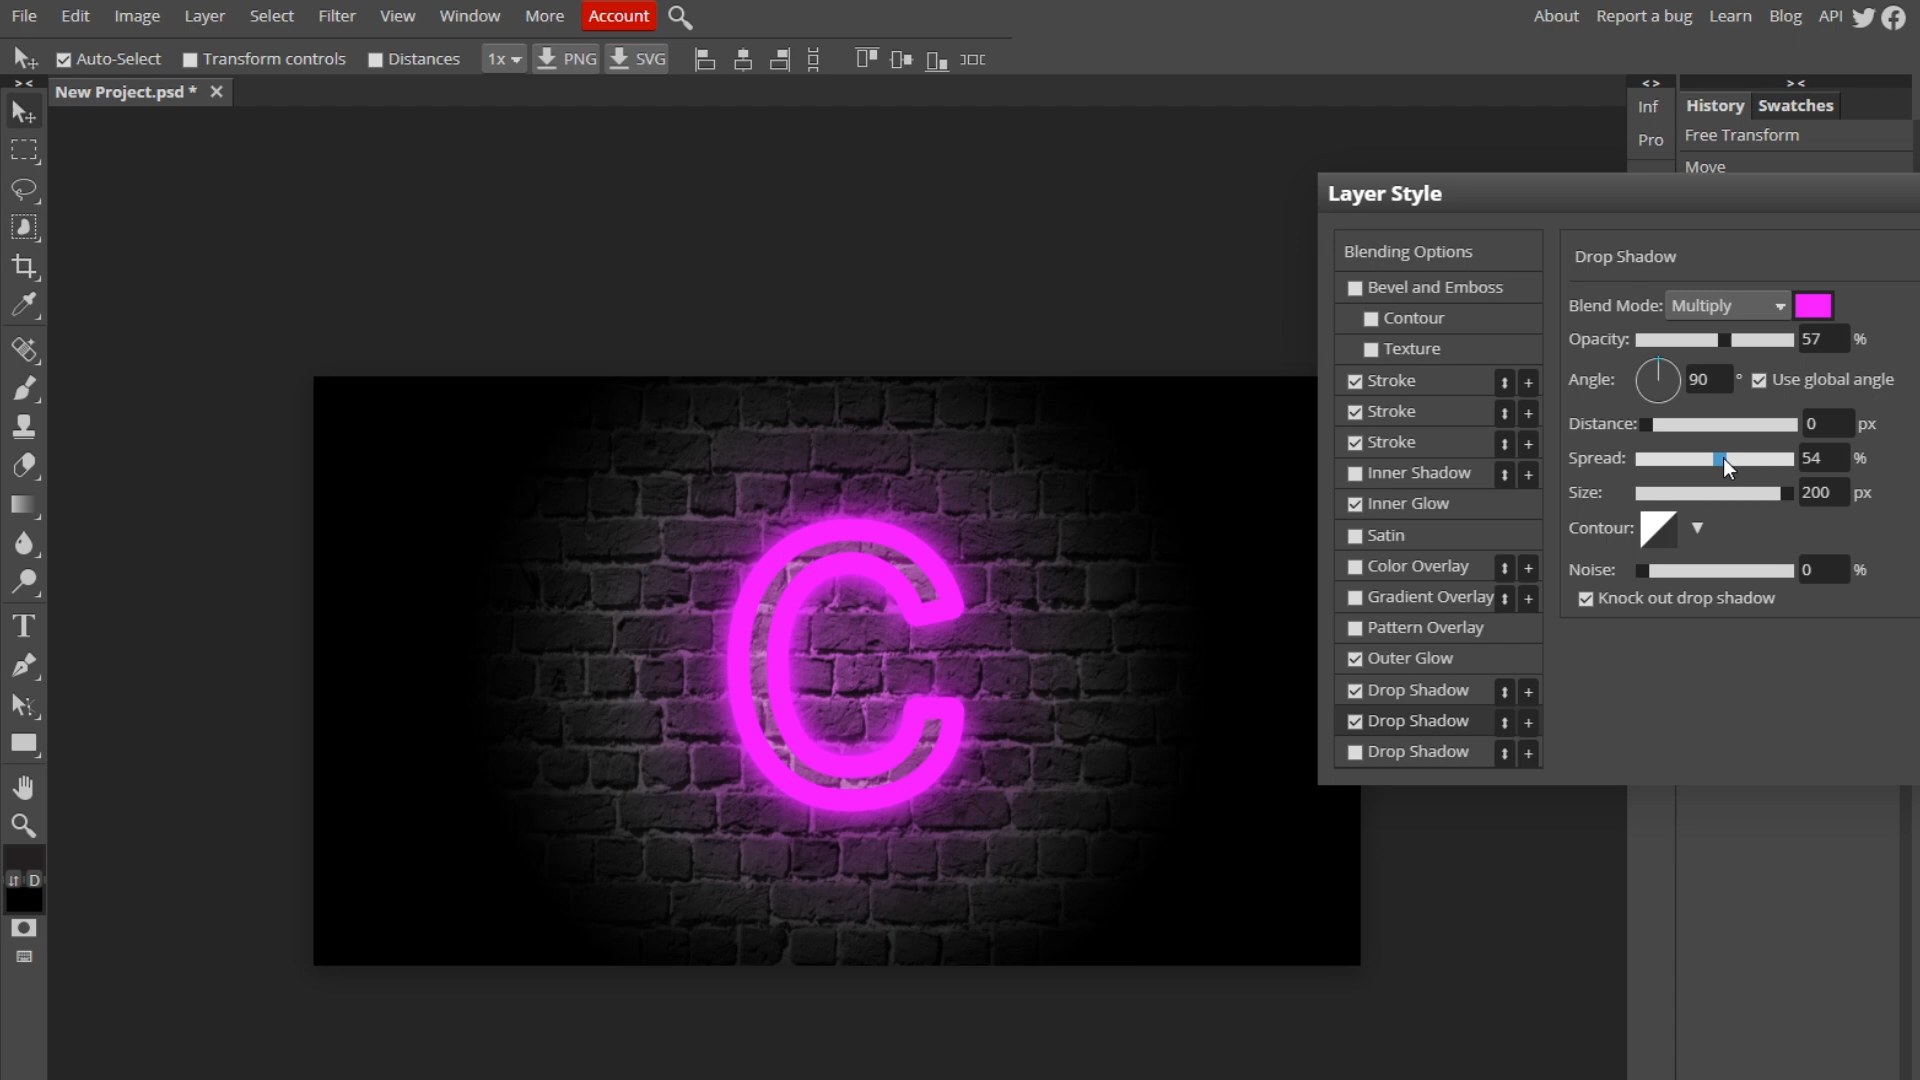 File Edit Image Layer Select Filter View Window More Account About Report a bug Learn Blog API
Auto-Select Transform controls Distances 1x PNG SVG
> < < > > <
New Project.psd *
Inf History Swatches
Pro Free Transform
Move
Layer Style
Blending Options
Bevel and Emboss
Contour
Texture
Stroke +
Stroke +
Stroke +
Inner Shadow +
Inner Glow
Satin
Color Overlay +
Gradient Overlay +
Pattern Overlay
Outer Glow
Drop Shadow +
Drop Shadow +
Drop Shadow +
Drop Shadow
Blend Mode: Multiply
Opacity: 57 %
Angle: 90 ° Use global angle
Distance: 0 px
Spread: 54 %
Size: 200 px
Contour:
Noise: 0 %
Knock out drop shadow
C
T
D